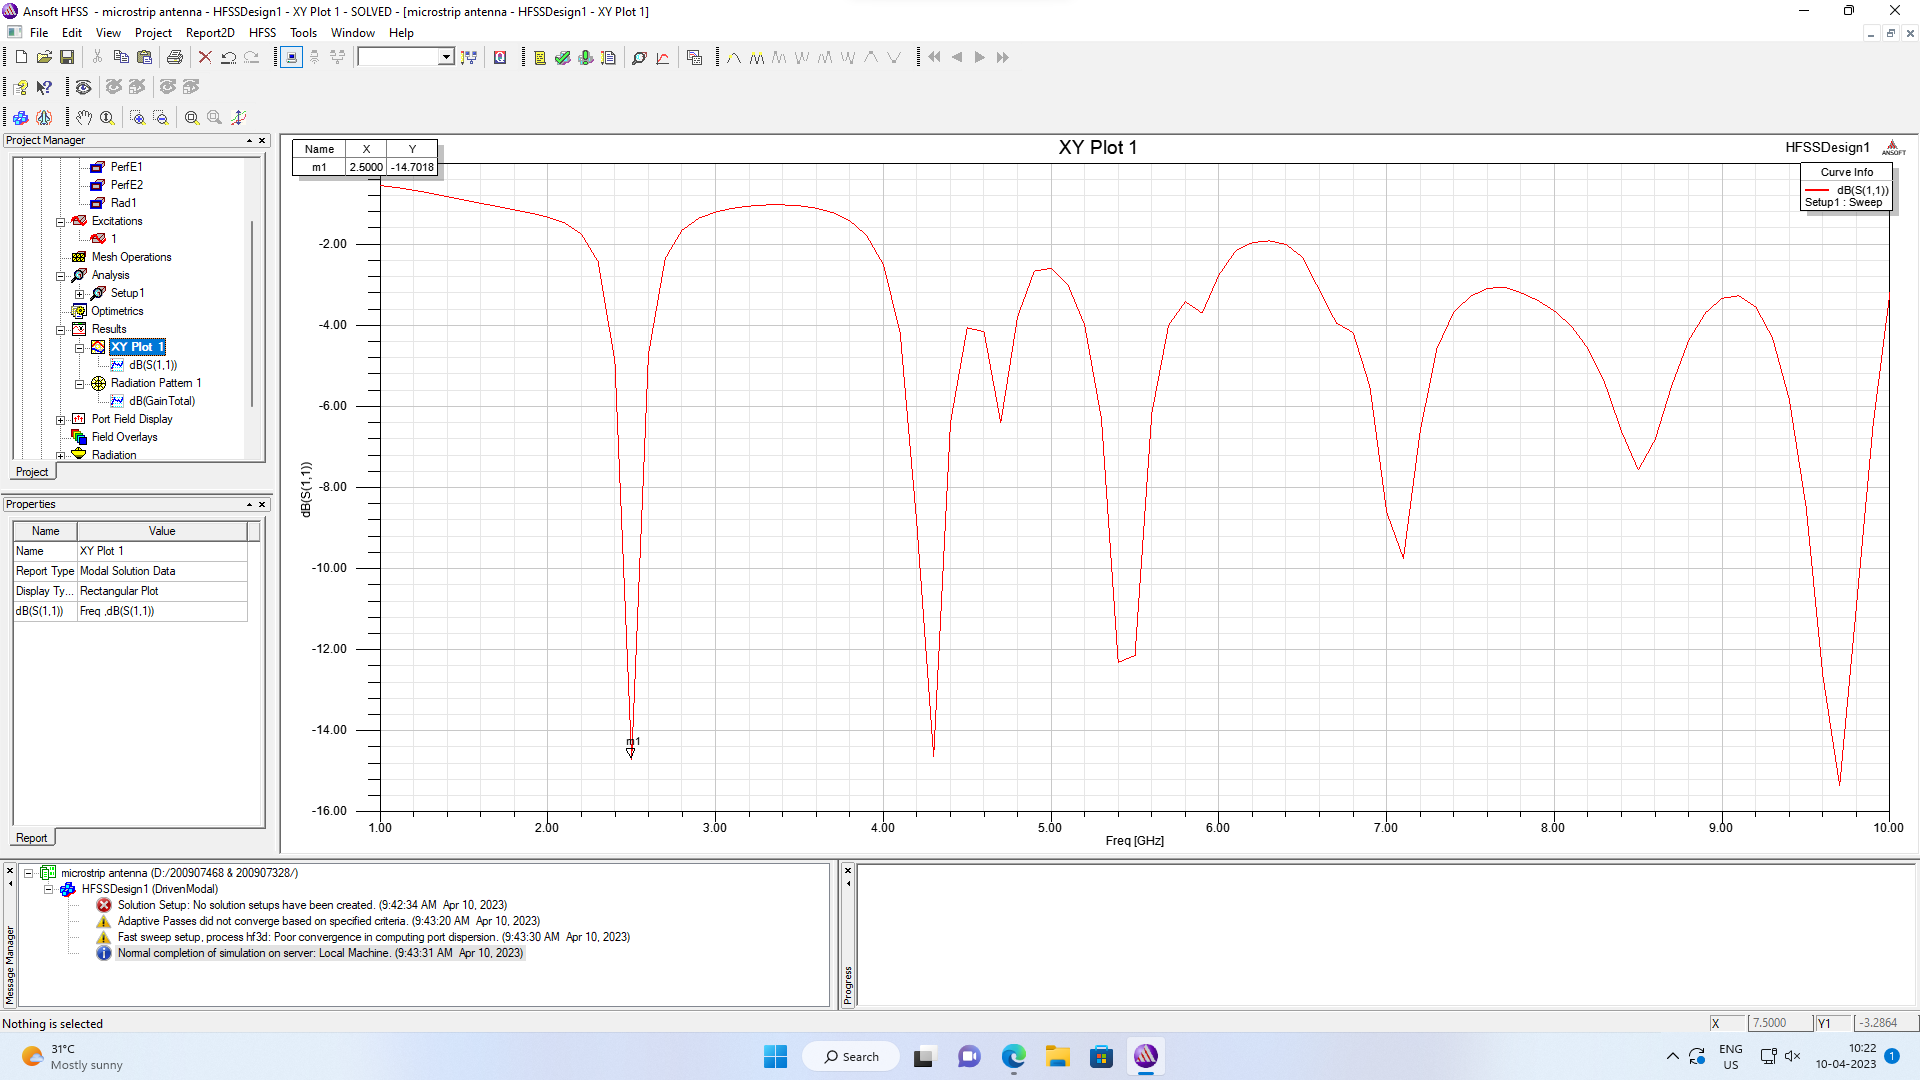 Ansoft HFSS - microstrip antenna - HFSSDesign1 - XY Plot 1 - SOLVED - [microstrip antenna - HFSSDesign1 - XY Plot 1]
File Edit View Project Report2D HFSS Tools Window Help
Project Manager
PerfE1
PerfE2
Rad1
Excitations
1
Mesh Operations
Analysis
Setup1
Optimetrics
Results
XY Plot 1
dB(S(1,1))
Radiation Pattern 1
dB(GainTotal)
Port Field Display
Field Overlays
Radiation
Project
Properties
Name Value
Name XY Plot 1
Report Type Modal Solution Data
Display Ty... Rectangular Plot
dB(S(1,1)) Freq ,dB(S(1,1))
Report
Name X Y
m1 2.5000 -14.7018
XY Plot 1
HFSSDesign1
ANSOFT
Curve Info
dB(S(1,1))
Setup1 : Sweep
-2.00
-4.00
-6.00
-8.00
-10.00
-12.00
-14.00
-16.00
dB(S(1,1))
m1
1.00 2.00 3.00 4.00 5.00 6.00 7.00 8.00 9.00 10.00
Freq [GHz]
Message Manager
microstrip antenna (D:/200907468 & 200907328/)
HFSSDesign1 (DrivenModal)
Solution Setup: No solution setups have been created. (9:42:34 AM Apr 10, 2023)
Adaptive Passes did not converge based on specified criteria. (9:43:20 AM Apr 10, 2023)
Fast sweep setup, process hf3d: Poor convergence in computing port dispersion. (9:43:30 AM Apr 10, 2023)
Normal completion of simulation on server: Local Machine. (9:43:31 AM Apr 10, 2023)
Progress
Nothing is selected
X 7.5000 Y1 -3.2864
31°C
Mostly sunny
Search
ENG
US
10:22
10-04-2023
1